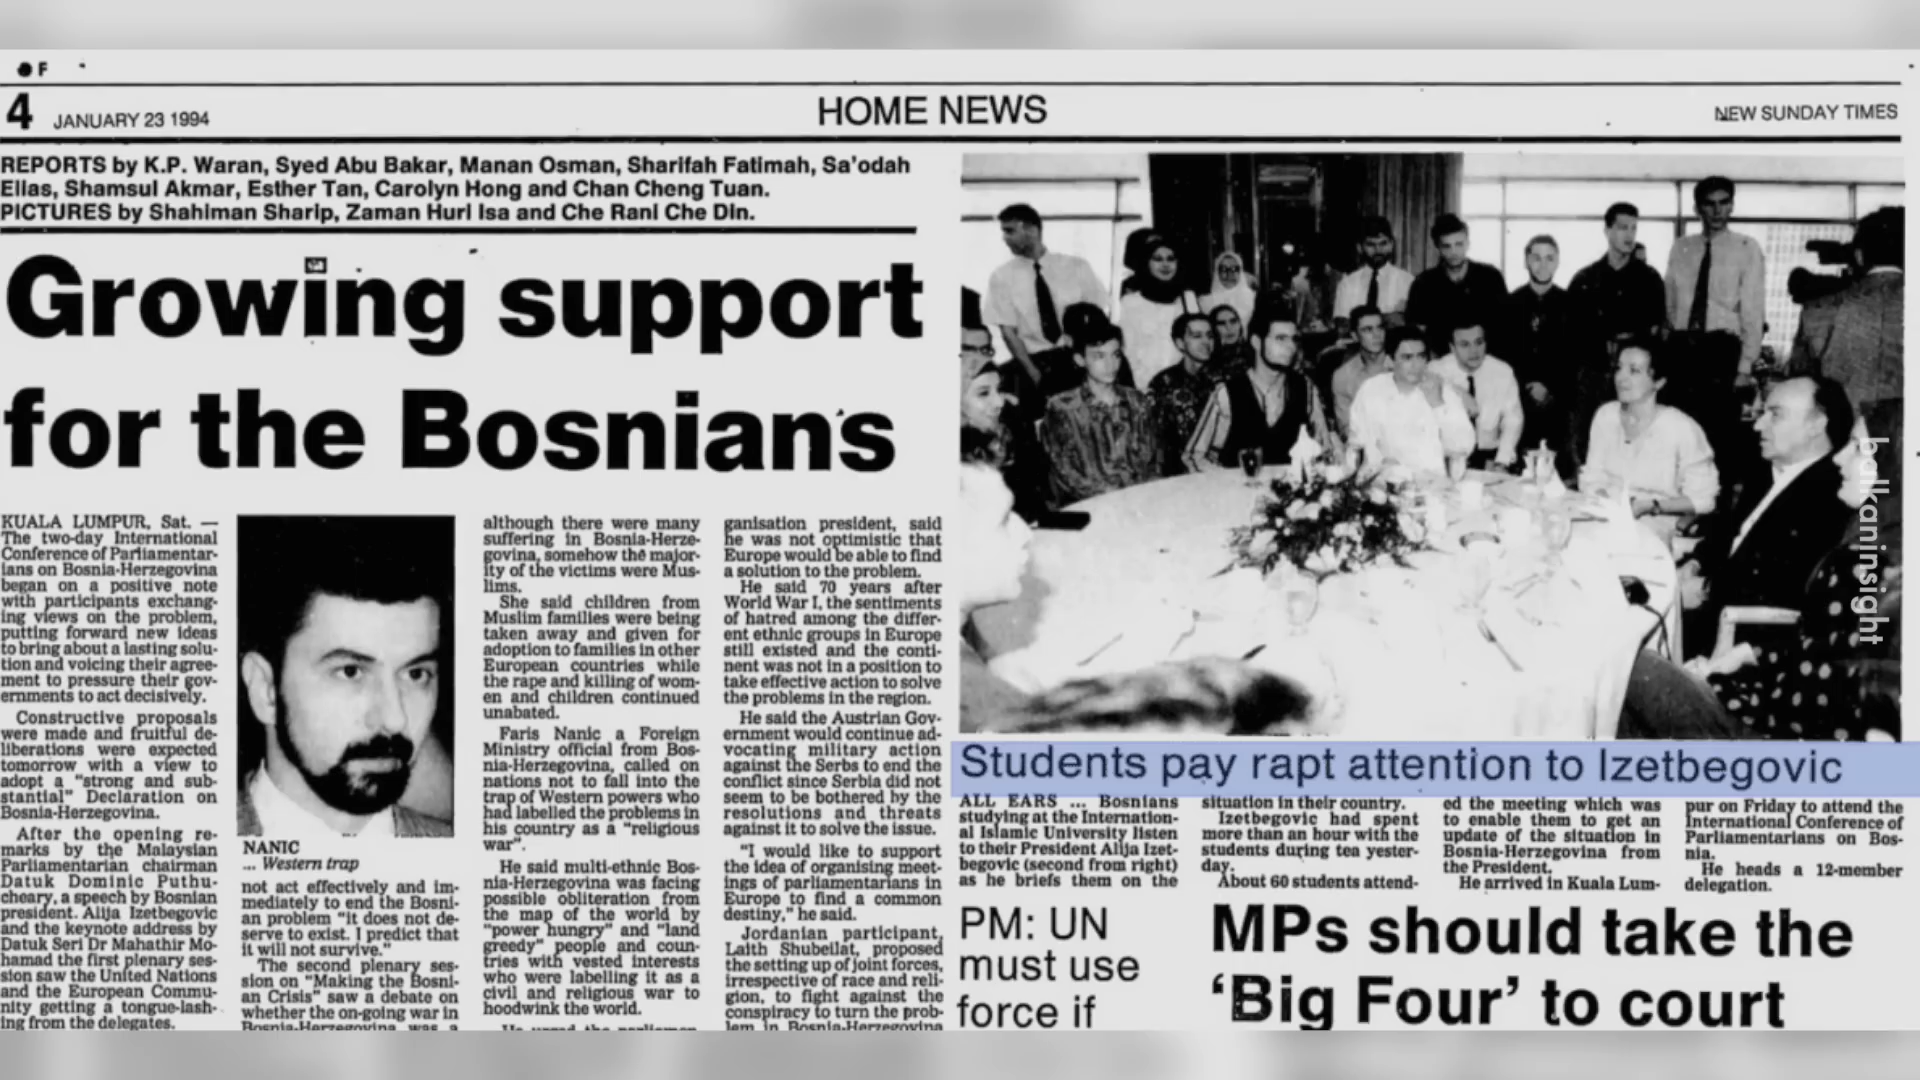 F
4 JANUARY 23 1994
HOME NEWS
NEW SUNDAY TIMES
REPORTS by K.P. Waran, Syed Abu Bakar, Manan Osman, Sharifah Fatimah, Sa'odah
Elias, Shamsul Akmar, Esther Tan, Carolyn Hong and Chan Cheng Tuan.
PICTURES by Shahiman Sharip, Zaman Huri Isa and Che Rani Che Din.
Growing support
for the Bosnians
KUALA LUMPUR, Sat. —
The two-day International
Conference of Parliamentar-
ians on Bosnia-Herzegovina
began on a positive note
with participants exchang-
ing views on the problem,
putting forward new ideas
to bring about a lasting solu-
tion and voicing their agree-
ment to pressure their gov-
ernments to act decisively.
Constructive proposals
were made and fruitful de-
liberations were expected
tomorrow with a view to
adopt a "strong and sub-
stantial" Declaration on
Bosnia-Herzegovina.
After the opening re-
marks by the Malaysian
Parliamentarian chairman
Datuk Dominic Puthu-
cheary, a speech by Bosnian
president, Alija Izetbegovic
and the keynote address by
Datuk Seri Dr Mahathir Mo-
hamad the first plenary ses-
sion saw the United Nations
and the European Commu-
nity getting a tongue-lash-
ing from the delegates.
NANIC
... Western trap
not act effectively and im-
mediately to end the Bosni-
an problem "it does not de-
serve to exist. I predict that
it will not survive."
The second plenary ses-
sion on "Making the Bosni-
an Crisis" saw a debate on
whether the on-going war in
Bosnia-Herzegovina was a
although there were many
suffering in Bosnia-Herze-
govina, somehow the major-
ity of the victims were Mus-
lims.
She said children from
Muslim families were being
taken away and given for
adoption to families in other
European countries while
the rape and killing of wom-
en and children continued
unabated.
Faris Nanic a Foreign
Ministry official from Bos-
nia-Herzegovina, called on
nations not to fall into the
trap of Western powers who
had labelled the problems in
his country as a "religious
war".
He said multi-ethnic Bos-
nia-Herzegovina was facing
possible obliteration from
the map of the world by
"power hungry" and "land
greedy" people and coun-
tries with vested interests
who were labelling it as a
civil and religious war to
hoodwink the world.
ganisation president, said
he was not optimistic that
Europe would be able to find
a solution to the problem.
He said 70 years after
World War I, the sentiments
of hatred among the differ-
ent ethnic groups in Europe
still existed and the conti-
nent was not in a position to
take effective action to solve
the problems in the region.
He said the Austrian Gov-
ernment would continue ad-
vocating military action
against the Serbs to end the
conflict since Serbia did not
seem to be bothered by the
resolutions and threats
against it to solve the issue.
"I would like to support
the idea of organising meet-
ings of parliamentarians in
Europe to find a common
destiny," he said.
Jordanian participant,
Laith Shubeilat, proposed
the setting up of joint forces,
irrespective of race and reli-
gion, to fight against the
conspiracy to turn the prob-
lem in Bosnia-Herzegovina
balkaninsight
Students pay rapt attention to Izetbegovic
ALL EARS ... Bosnians
studying at the Internation-
al Islamic University listen
to their President Alija Izet-
begovic (second from right)
as he briefs them on the
situation in their country.
Izetbegovic had spent
more than an hour with the
students during tea yester-
day.
About 60 students attend-
ed the meeting which was
to enable them to get an
update of the situation in
Bosnia-Herzegovina from
the President.
He arrived in Kuala Lum-
pur on Friday to attend the
International Conference of
Parliamentarians on Bos-
nia.
He heads a 12-member
delegation.
PM: UN
must use
force if
MPs should take the
'Big Four' to court